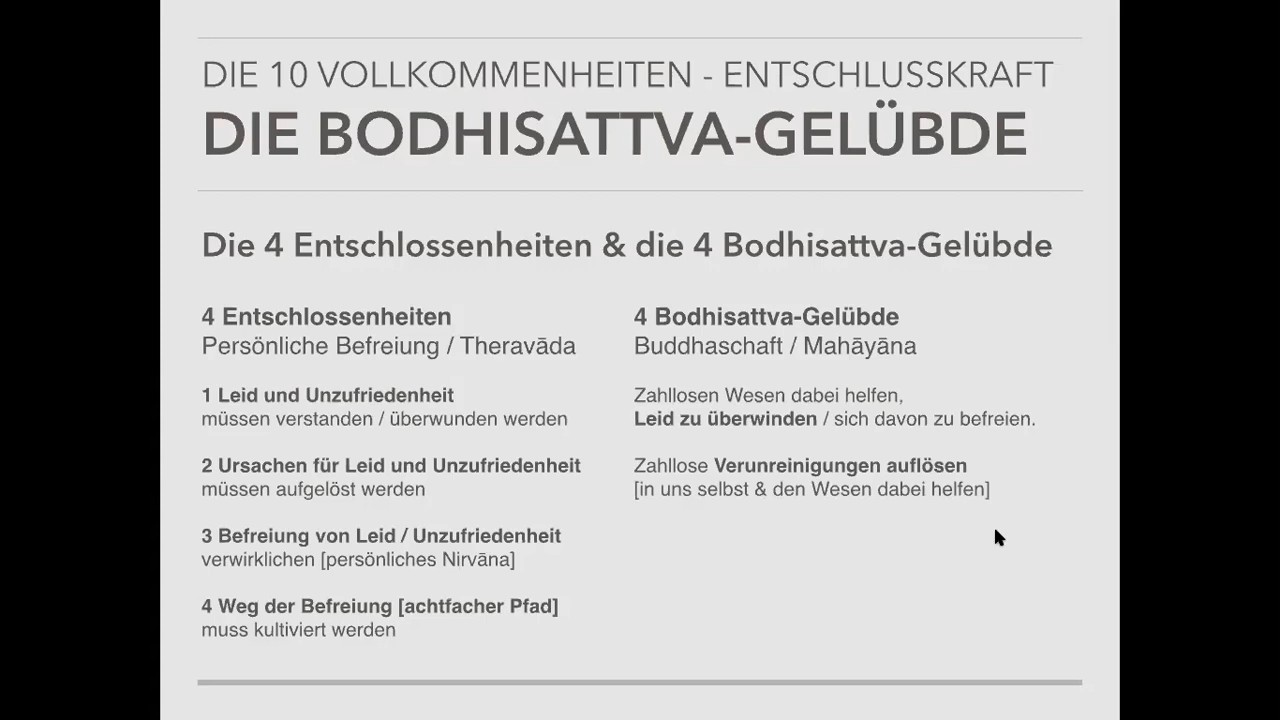 DIE 10 VOLLKOMMENHEITEN - ENTSCHLUSSKRAFT
DIE BODHISATTVA-GELÜBDE
Die 4 Entschlossenheiten & die 4 Bodhisattva-Gelübde
4 Entschlossenheiten
Persönliche Befreiung / Theravāda
1 Leid und Unzufriedenheit
müssen verstanden / überwunden werden
2 Ursachen für Leid und Unzufriedenheit
müssen aufgelöst werden
3 Befreiung von Leid / Unzufriedenheit
verwirklichen [persönliches Nirvāna]
4 Weg der Befreiung [achtfacher Pfad]
muss kultiviert werden
4 Bodhisattva-Gelübde
Buddhaschaft / Mahāyāna
Zahllosen Wesen dabei helfen,
Leid zu überwinden / sich davon zu befreien.
Zahllose Verunreinigungen auflösen
[in uns selbst & den Wesen dabei helfen]